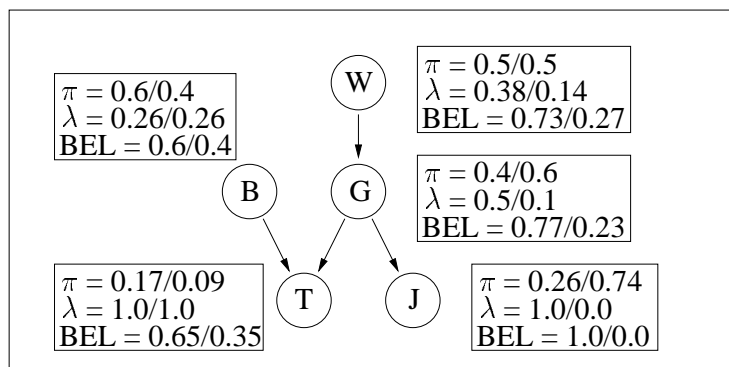 π = 0.6/0.4
λ = 0.26/0.26
BEL = 0.6/0.4
W
π = 0.5/0.5
λ = 0.38/0.14
BEL = 0.73/0.27
B
G
π = 0.4/0.6
λ = 0.5/0.1
BEL = 0.77/0.23
π = 0.17/0.09
λ = 1.0/1.0
BEL = 0.65/0.35
T
J
π = 0.26/0.74
λ = 1.0/0.0
BEL = 1.0/0.0